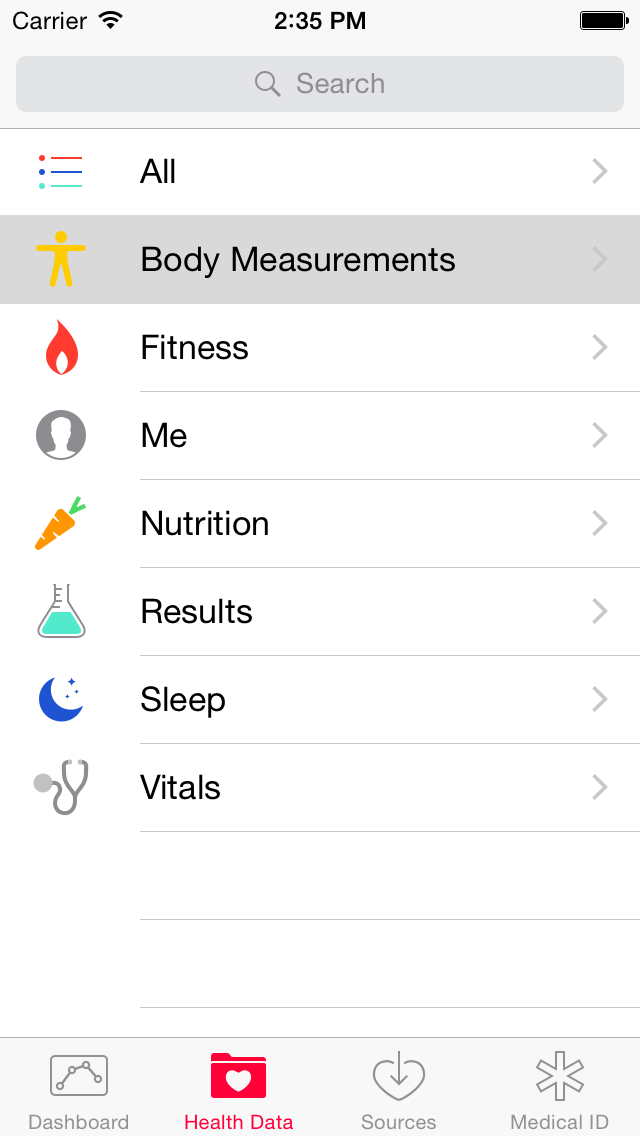 Carrier 2:35 PM
Search
All
Body Measurements
Fitness
Me
Nutrition
Results
Sleep
Vitals
Dashboard Health Data Sources Medical ID